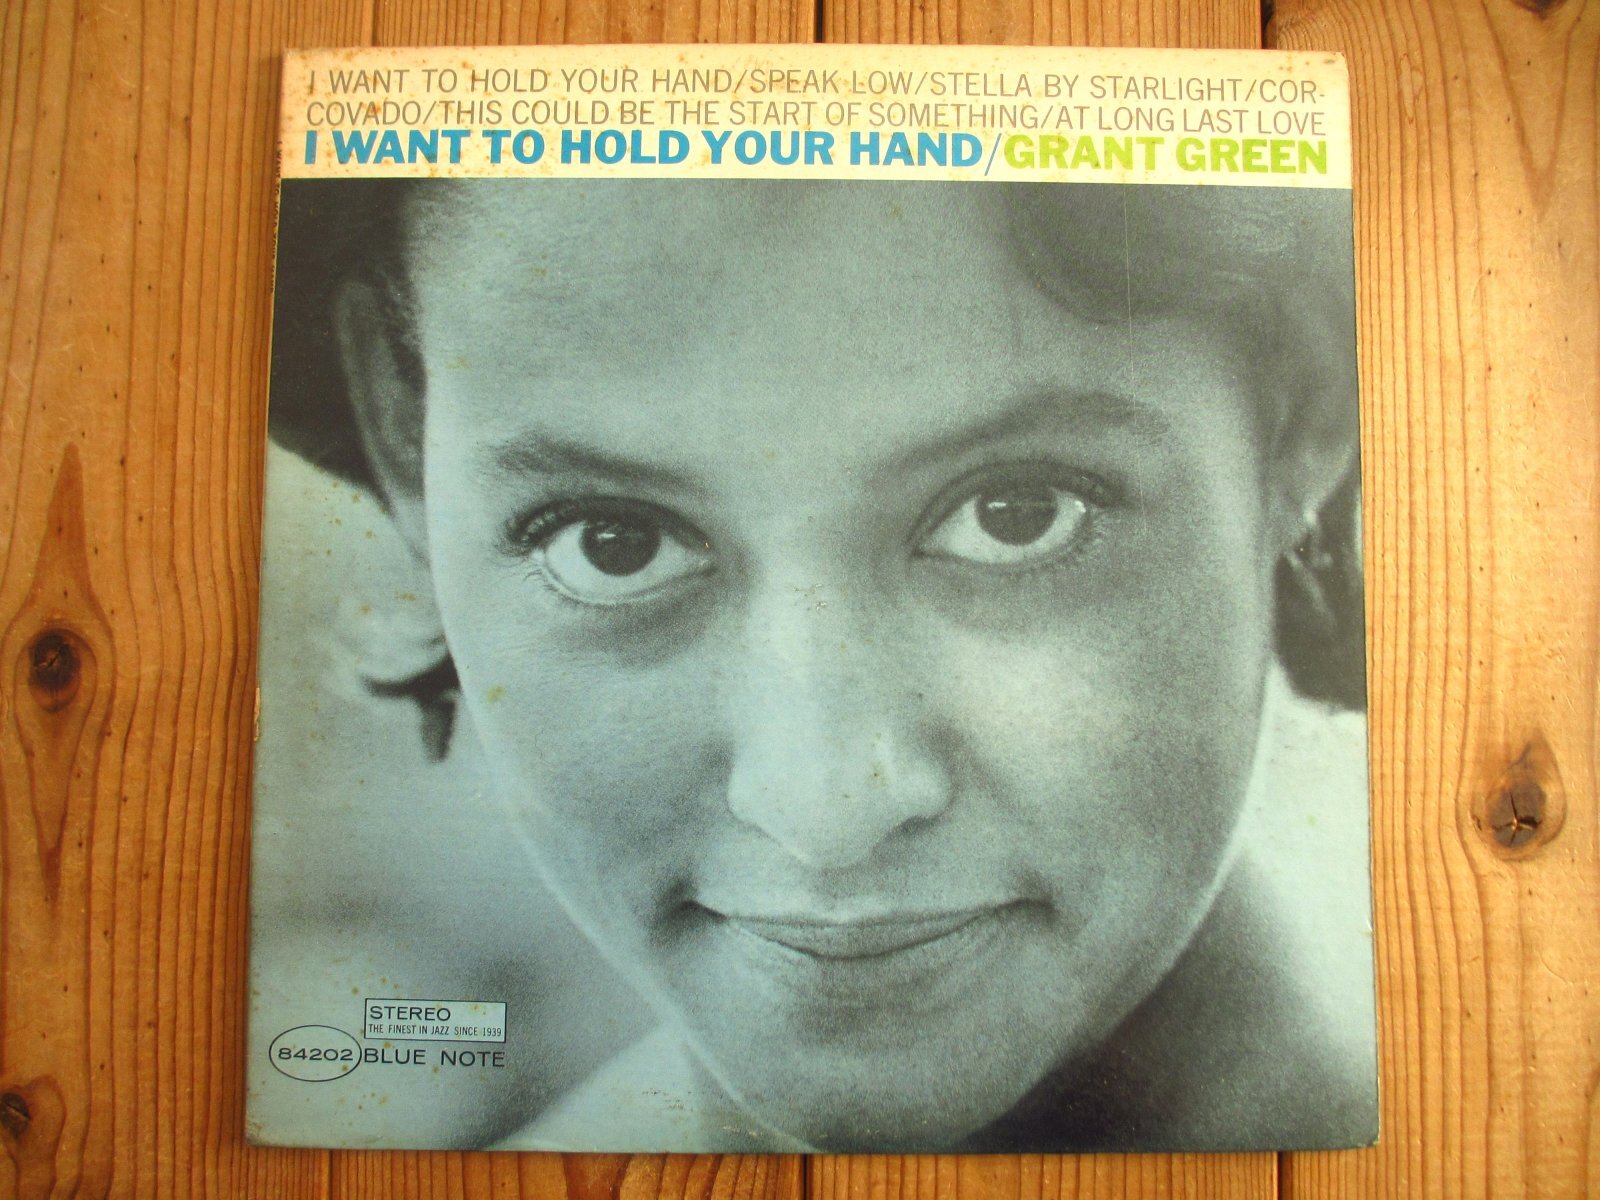 I WANT TO HOLD YOUR HAND/SPEAK LOW/STELLA BY STARLIGHT/COR-
COVADO/THIS COULD BE THE START OF SOMETHING/AT LONG LAST LOVE
I WANT TO HOLD YOUR HAND/GRANT GREEN
STEREO
THE FINEST IN JAZZ SINCE 1939
84202 BLUE NOTE